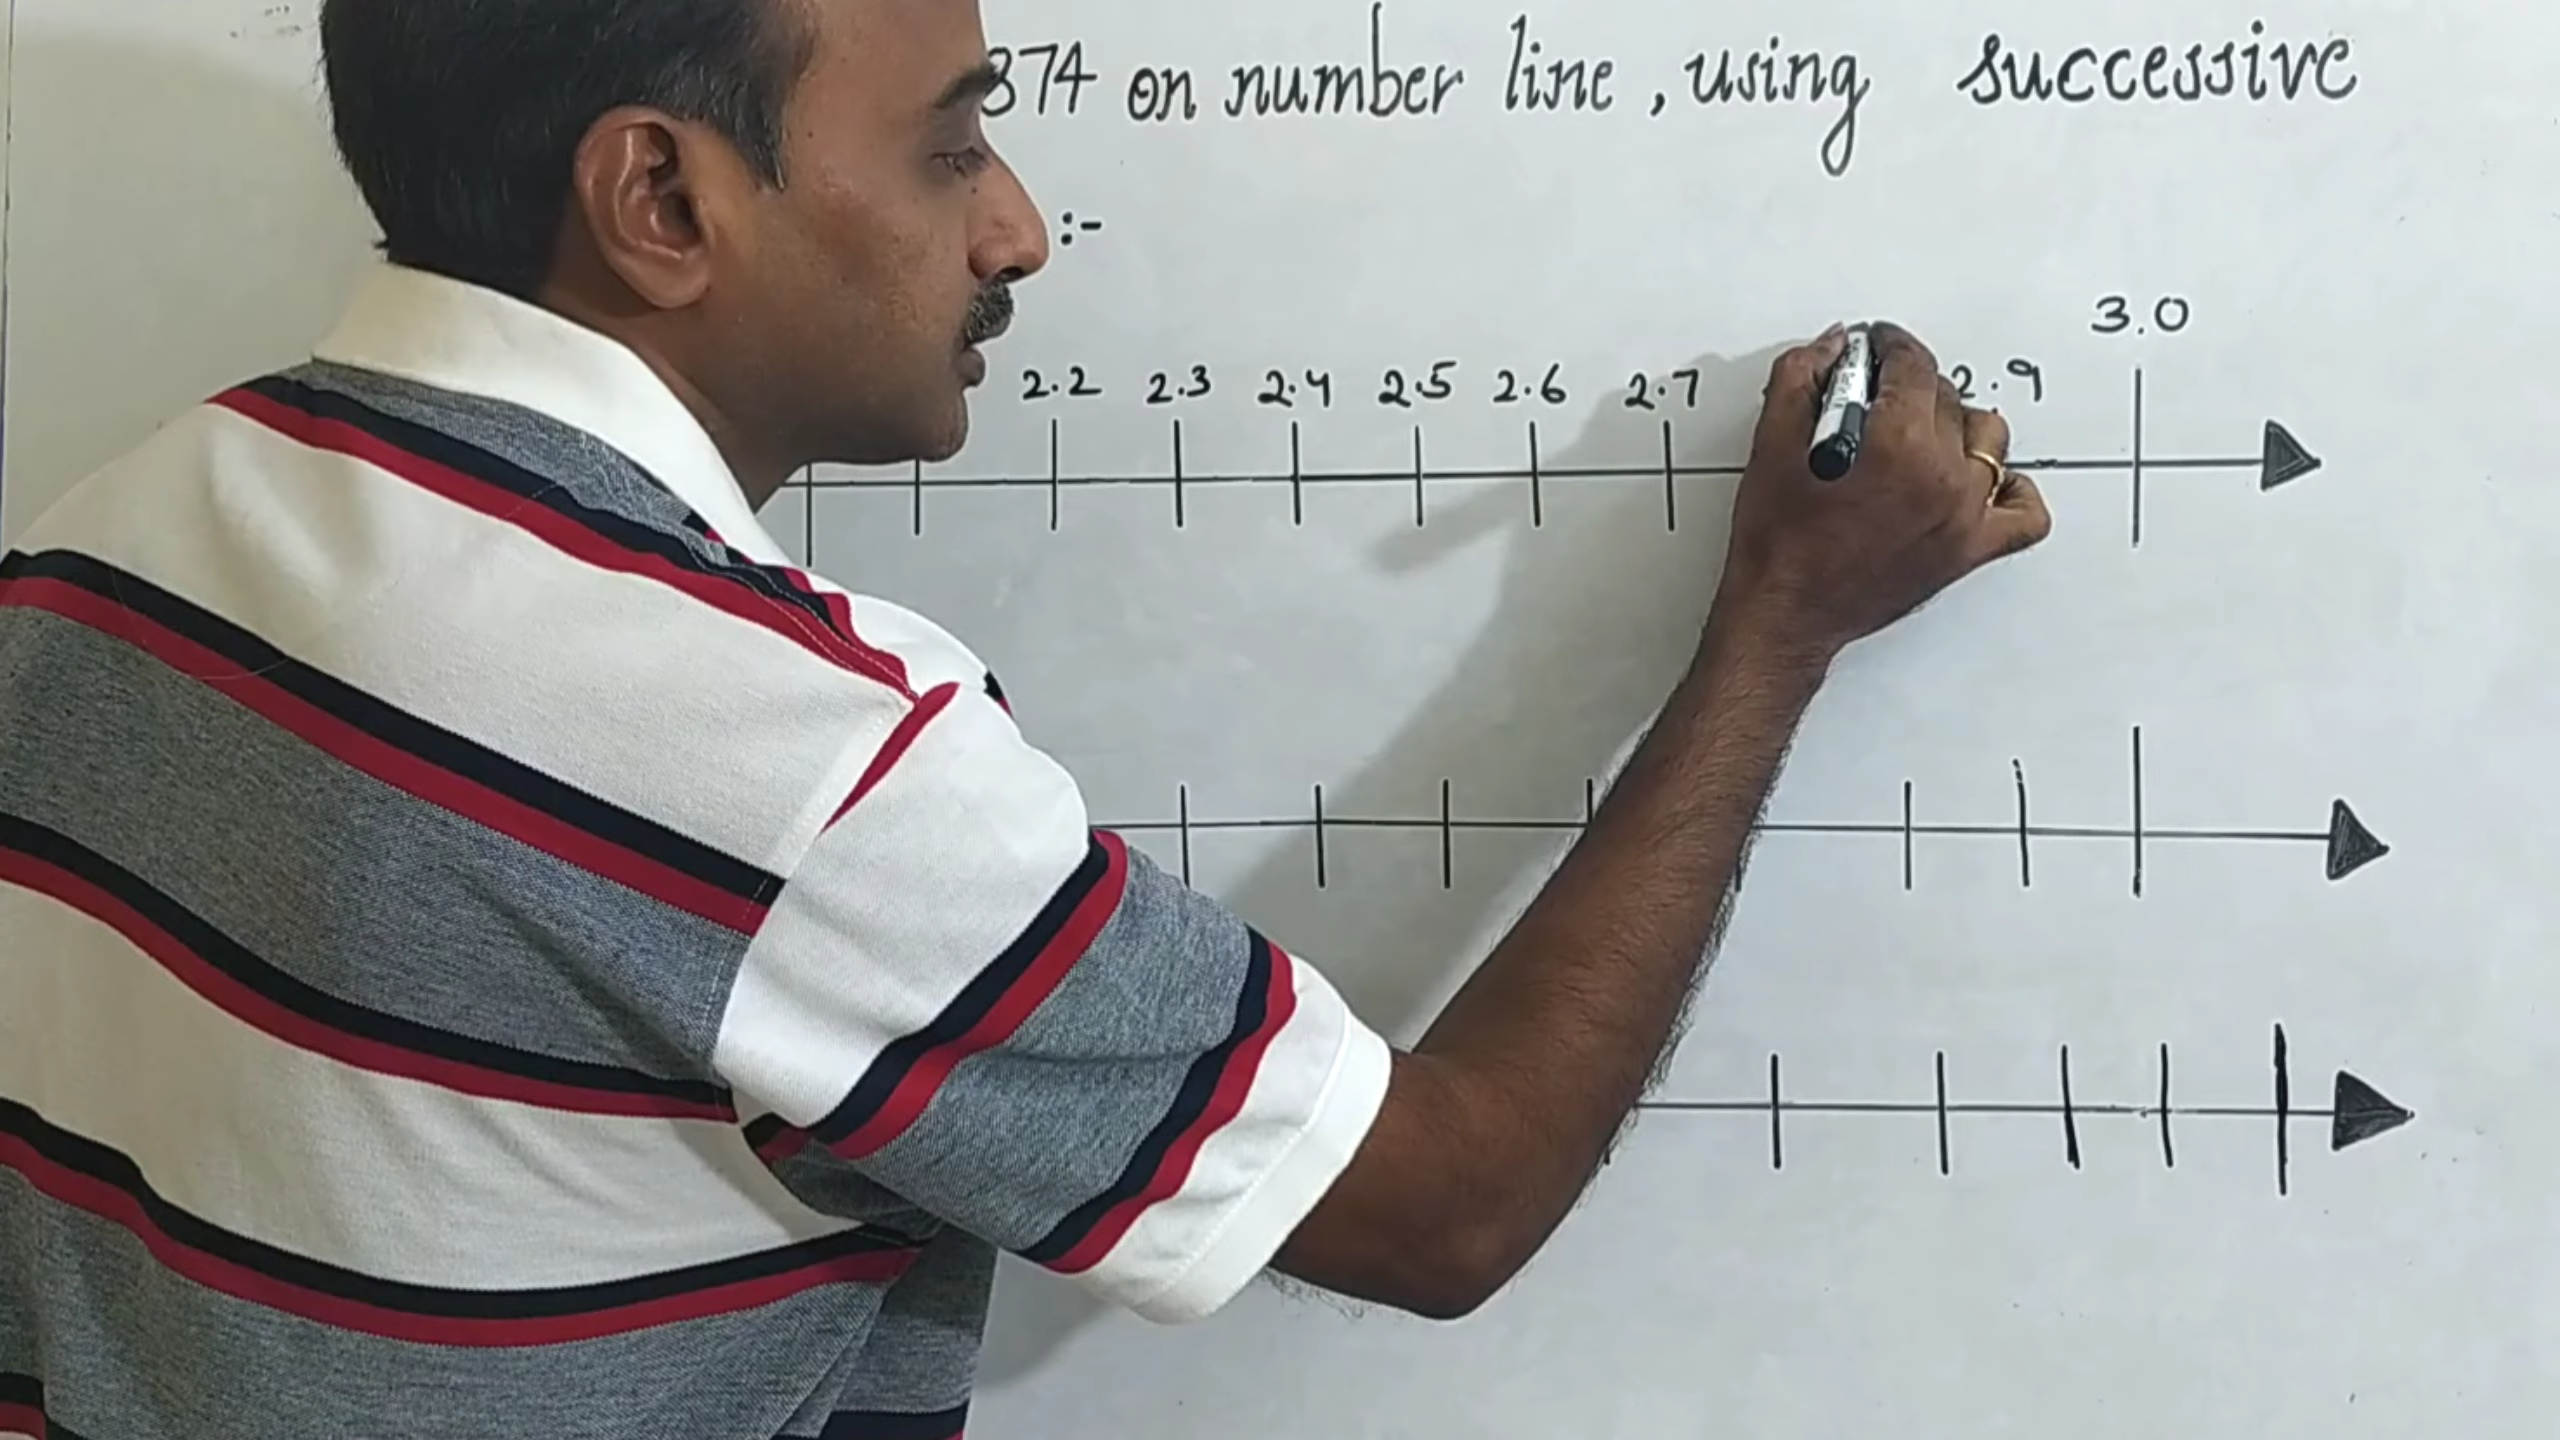 874 on number line, using successive
:-
3.0
2.2 2.3 2.4 2.5 2.6 2.7 2.9